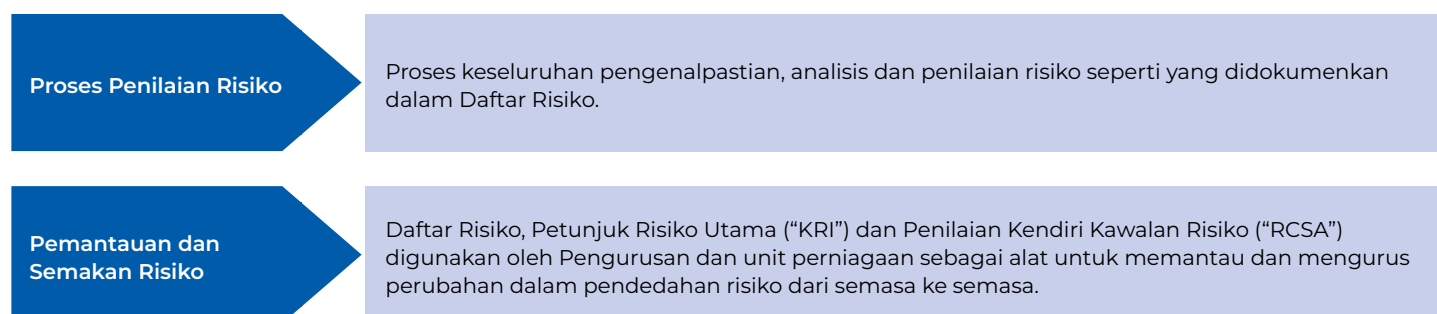 Proses Penilaian Risiko
Proses keseluruhan pengenalpastian, analisis dan penilaian risiko seperti yang didokumenkan
dalam Daftar Risiko.
Pemantauan dan
Semakan Risiko
Daftar Risiko, Petunjuk Risiko Utama (“KRI”) dan Penilaian Kendiri Kawalan Risiko (“RCSA”)
digunakan oleh Pengurusan dan unit perniagaan sebagai alat untuk memantau dan mengurus
perubahan dalam pendedahan risiko dari semasa ke semasa.